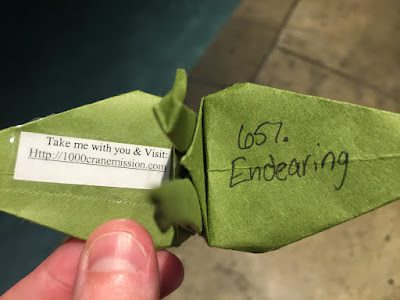 Take me with you & Visit:
Http://1000cranemission.com
657.
Endearing